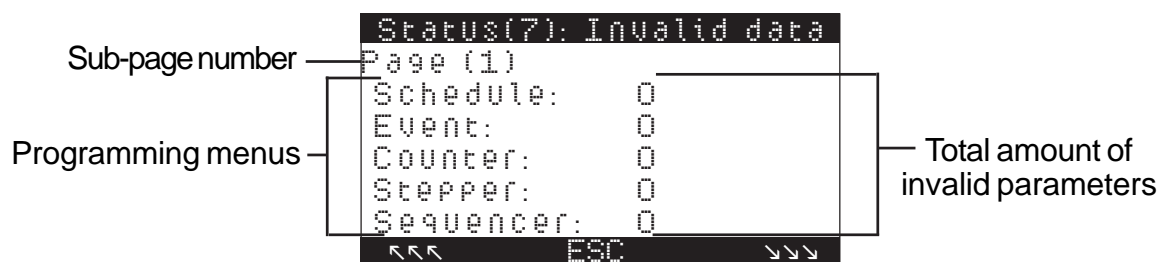 Status(7): Invalid data
Sub-page number
Page (1)
Schedule: 0
Event: 0
Programming menus
Counter: 0
Total amount of
invalid parameters
Stepper: 0
Sequencer: 0
↖↖↖ ESC ↘↘↘